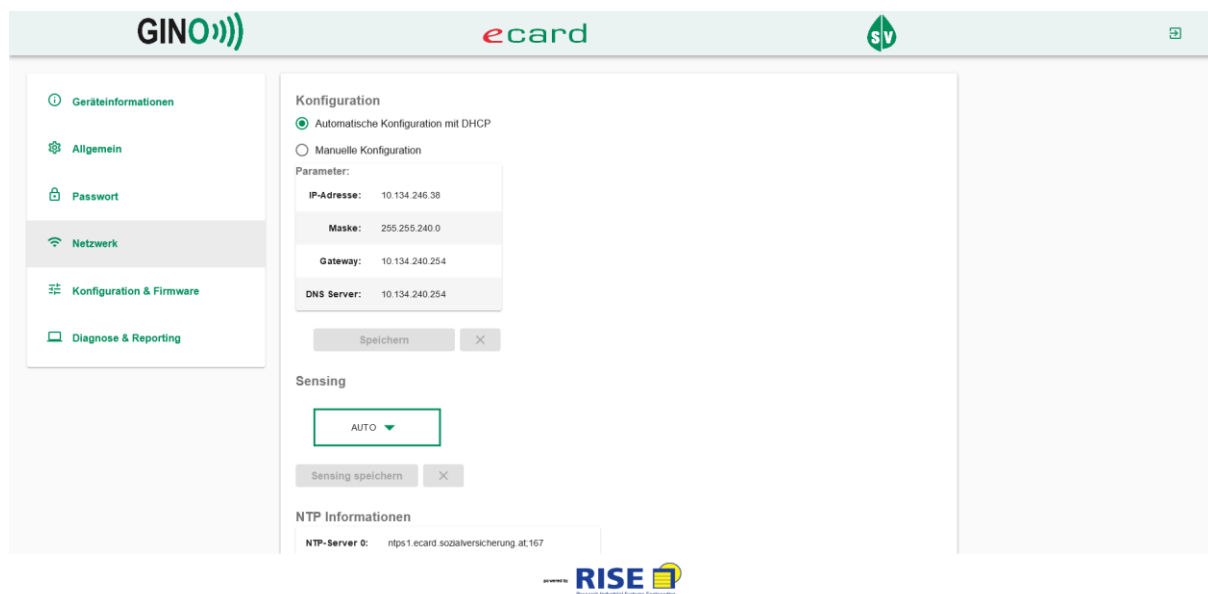 GINO
ecard
SV
Geräteinformationen
Allgemein
Passwort
Netzwerk
Konfiguration & Firmware
Diagnose & Reporting
Konfiguration
Automatische Konfiguration mit DHCP
Manuelle Konfiguration
Parameter:
IP-Adresse: 10.134.246.38
Maske: 255.255.240.0
Gateway: 10.134.240.254
DNS Server: 10.134.240.254
Speichern
Sensing
AUTO
Sensing speichern
NTP Informationen
NTP-Server 0: ntps1.ecard.sozialversicherung.at;167
powered by RISE